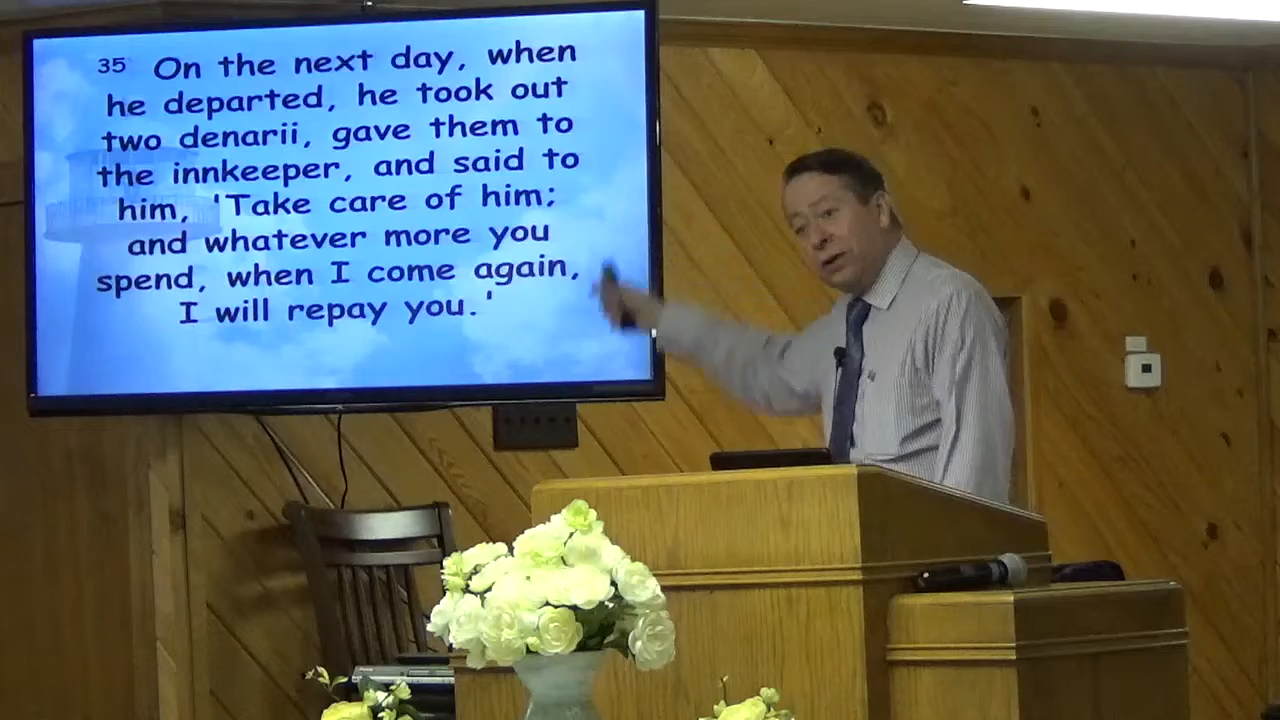 35 On the next day, when
he departed, he took out
two denarii, gave them to
the innkeeper, and said to
him, 'Take care of him;
and whatever more you
spend, when I come again,
I will repay you.'